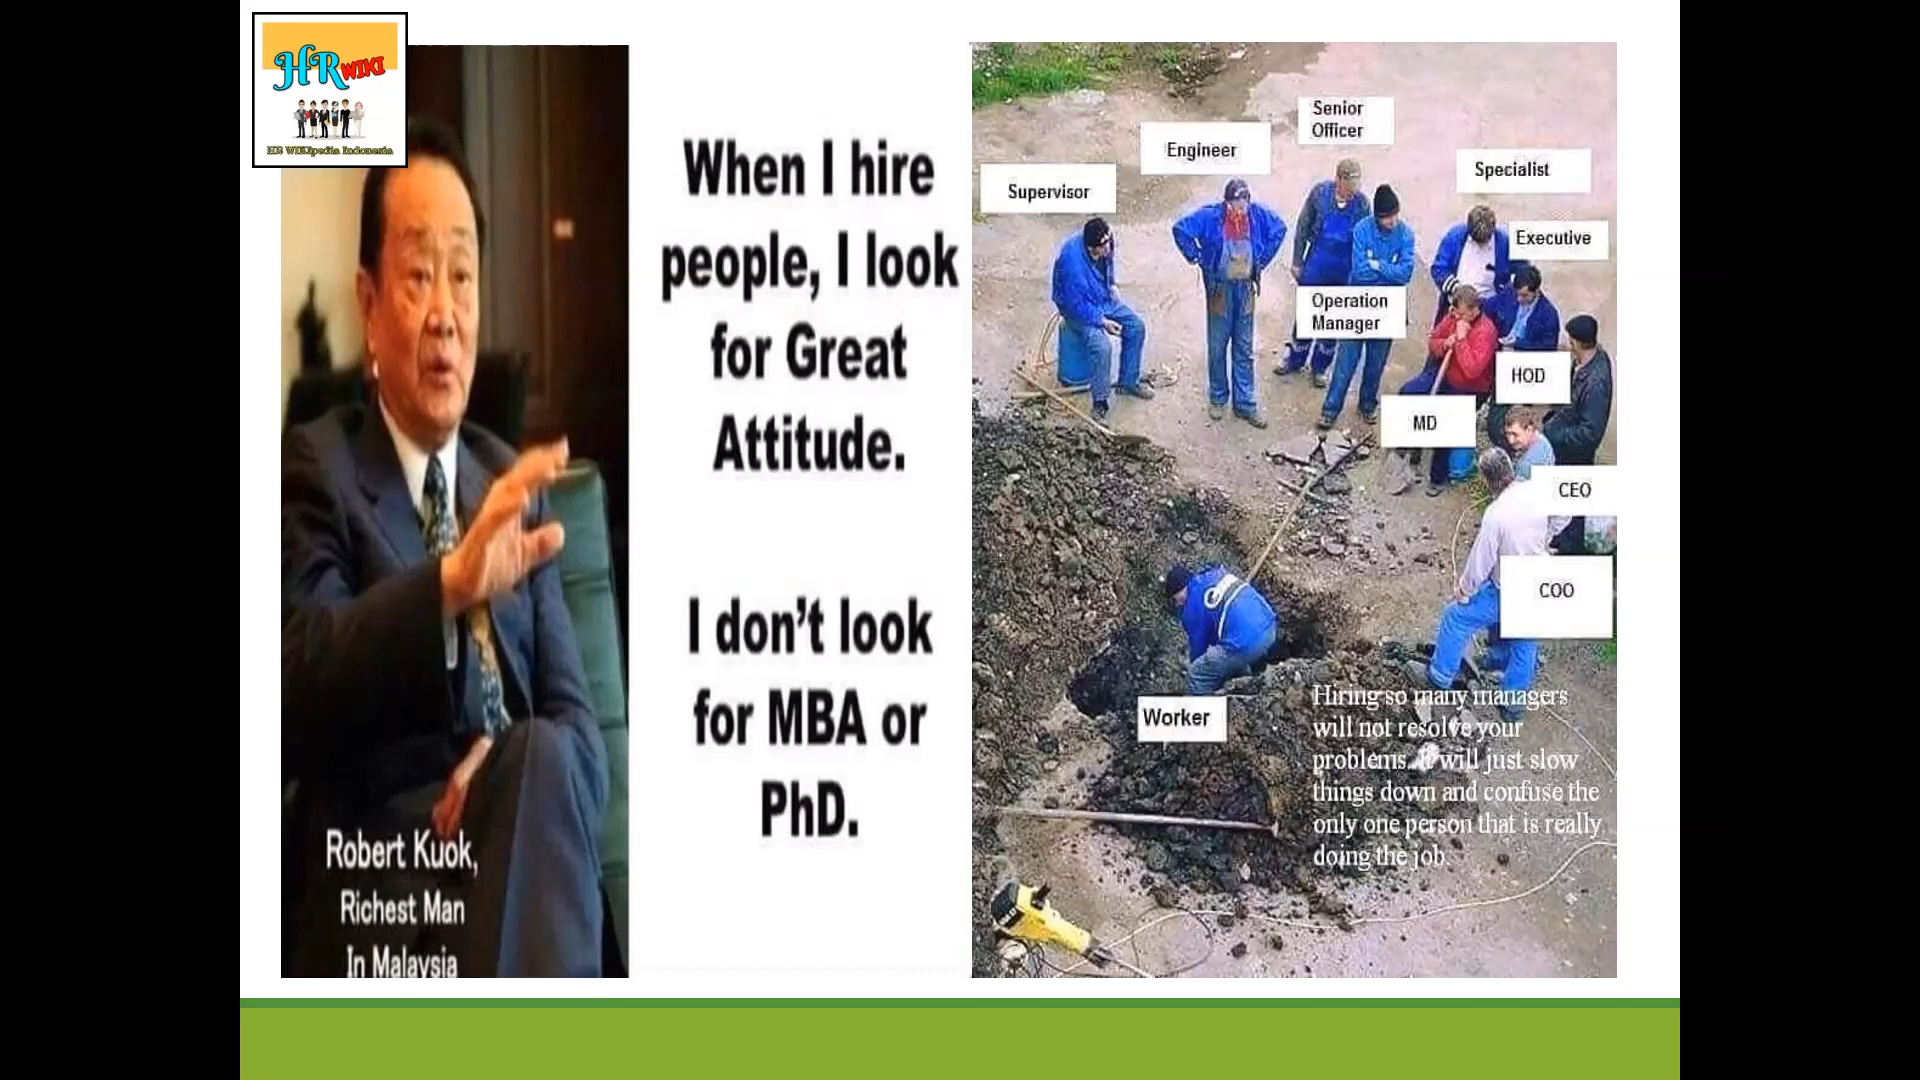 HR WIKI
HR WIKIpedia Indonesia
Robert Kuok,
Richest Man
In Malaysia
When I hire
people, I look
for Great
Attitude.
I don't look
for MBA or
PhD.
Supervisor
Engineer
Senior
Officer
Specialist
Executive
Operation
Manager
HOD
MD
CEO
COO
Worker
Hiring so many managers
will not resolve your
problems. It will just slow
things down and confuse the
only one person that is really
doing the job.